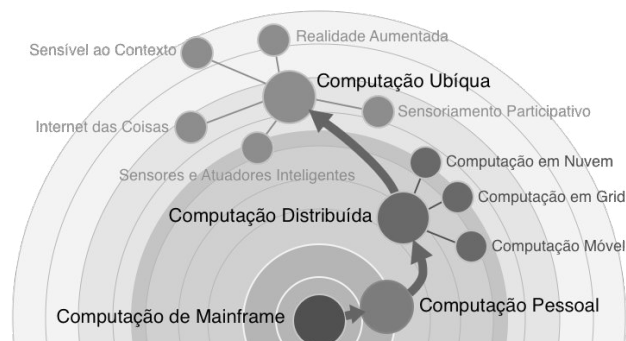 Realidade Aumentada
Sensível ao Contexto
Computação Ubíqua
Sensoriamento Participativo
Internet das Coisas
Computação em Nuvem
Sensores e Atuadores Inteligentes
Computação em Grid
Computação Distribuída
Computação Móvel
Computação Pessoal
Computação de Mainframe